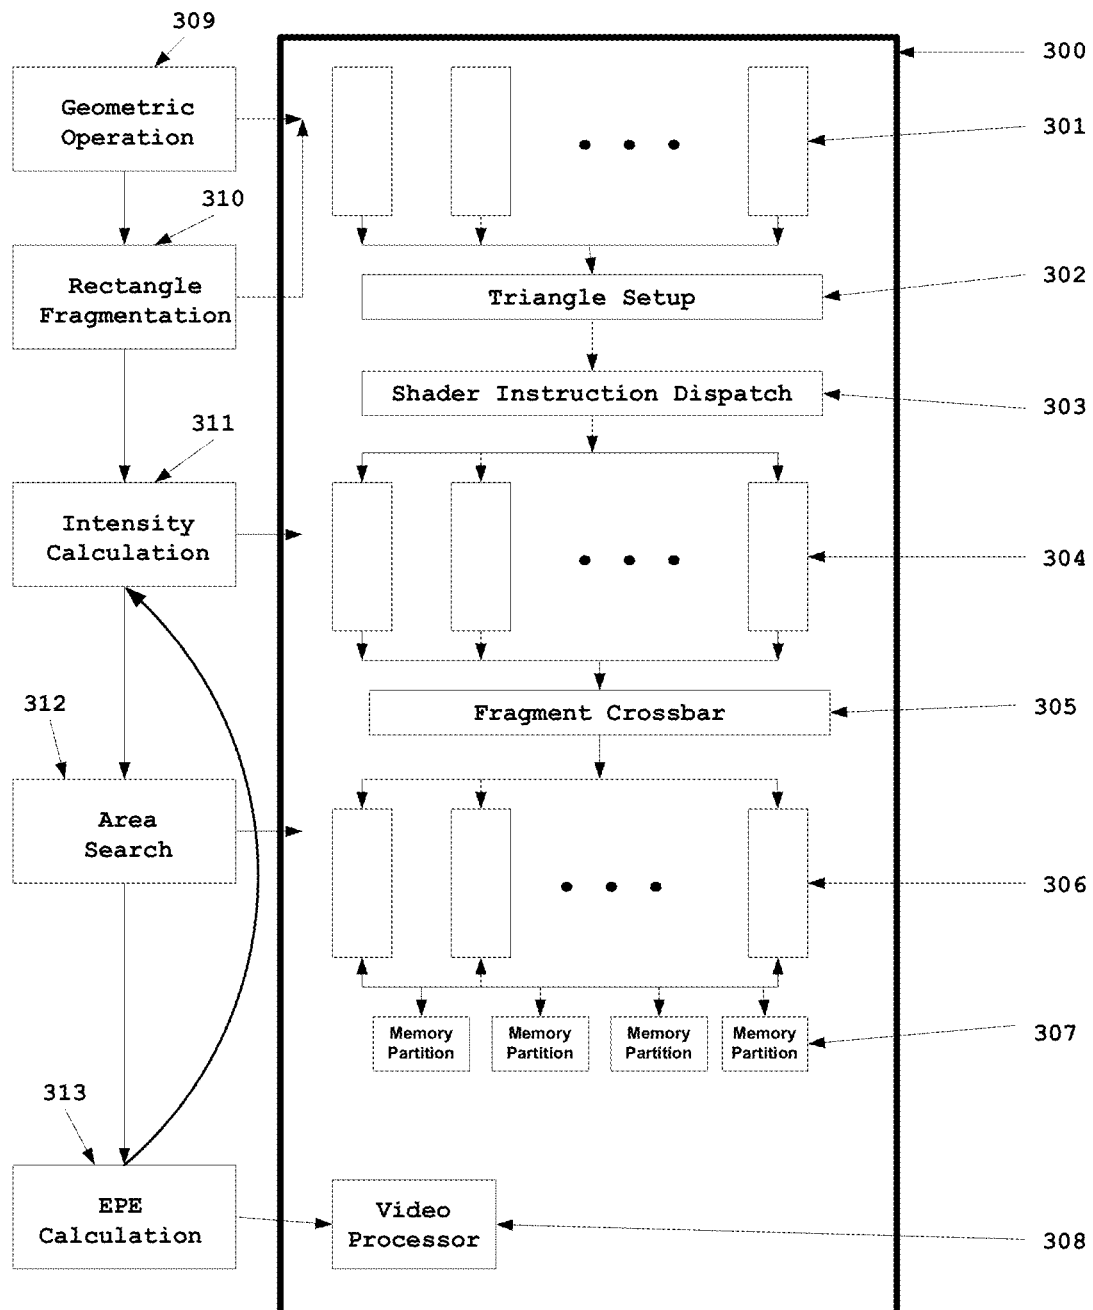 309
300
Geometric
Operation
301
310
Rectangle
Fragmentation
302
Triangle Setup
Shader Instruction Dispatch
303
311
Intensity
Calculation
304
312
305
Fragment Crossbar
Area
Search
306
Memory
Partition
Memory
Partition
Memory
Partition
Memory
Partition
307
313
EPE
Calculation
Video
Processor
308